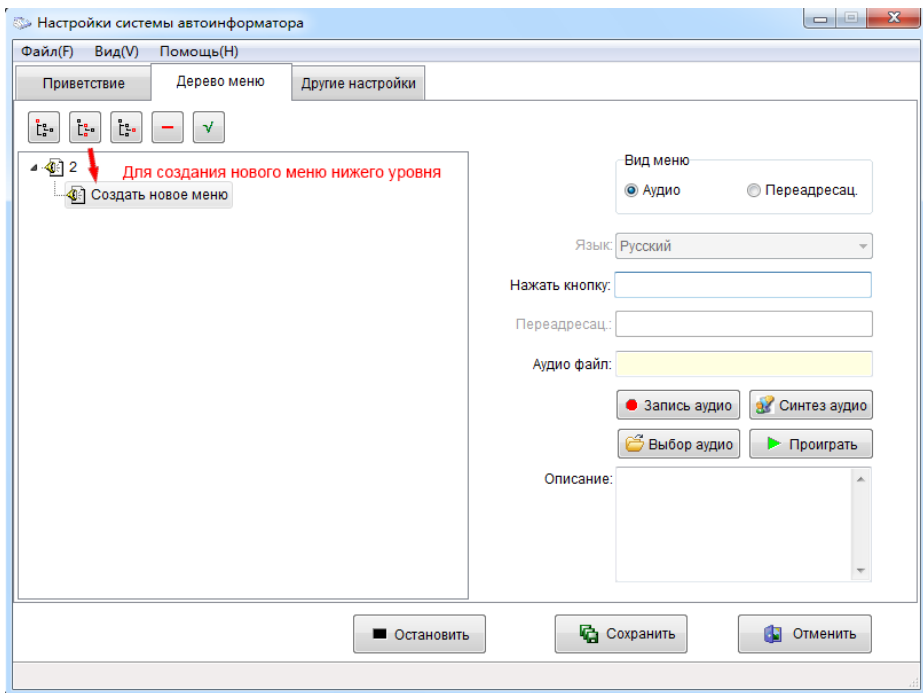 Настройки системы автоинформатора
Файл(F) Вид(V) Помощь(H)
Приветствие Дерево меню Другие настройки
2
Для создания нового меню нижего уровня
Создать новое меню
Вид меню
Аудио Переадресац.
Язык: Русский
Нажать кнопку:
Переадресац.:
Аудио файл:
Запись аудио Синтез аудио
Выбор аудио Проиграть
Описание:
Остановить Сохранить Отменить